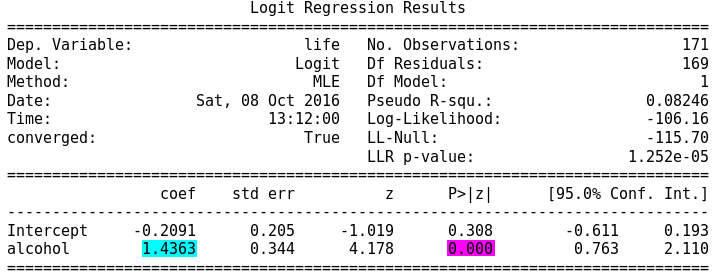 Logit Regression Results
==============================================================================
Dep. Variable: life No. Observations: 171
Model: Logit Df Residuals: 169
Method: MLE Df Model: 1
Date: Sat, 08 Oct 2016 Pseudo R-squ.: 0.08246
Time: 13:12:00 Log-Likelihood: -106.16
converged: True LL-Null: -115.70
LLR p-value: 1.252e-05
==============================================================================
coef std err z P>|z| [95.0% Conf. Int.]
------------------------------------------------------------------------------
Intercept -0.2091 0.205 -1.019 0.308 -0.611 0.193
alcohol 1.4363 0.344 4.178 0.000 0.763 2.110
==============================================================================